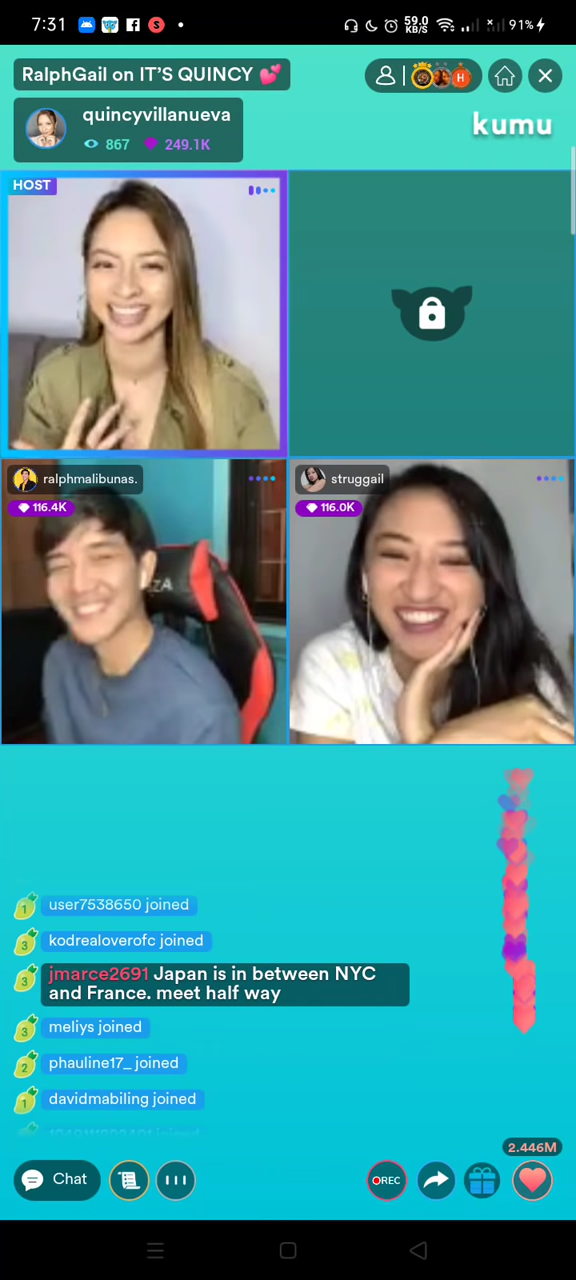 7:31
59.0
KB/S
91%
RalphGail on IT'S QUINCY 💕
quincyvillanueva
867
249.1K
kumu
HOST
ralphmalibunas.
116.4K
struggail
116.0K
ZA
1 user7538650 joined
3 kodrealoverofc joined
3 jmarce2691 Japan is in between NYC
and France. meet half way
3 meliys joined
2 phauline17_ joined
1 davidmabiling joined
joined
2.446M
Chat
REC